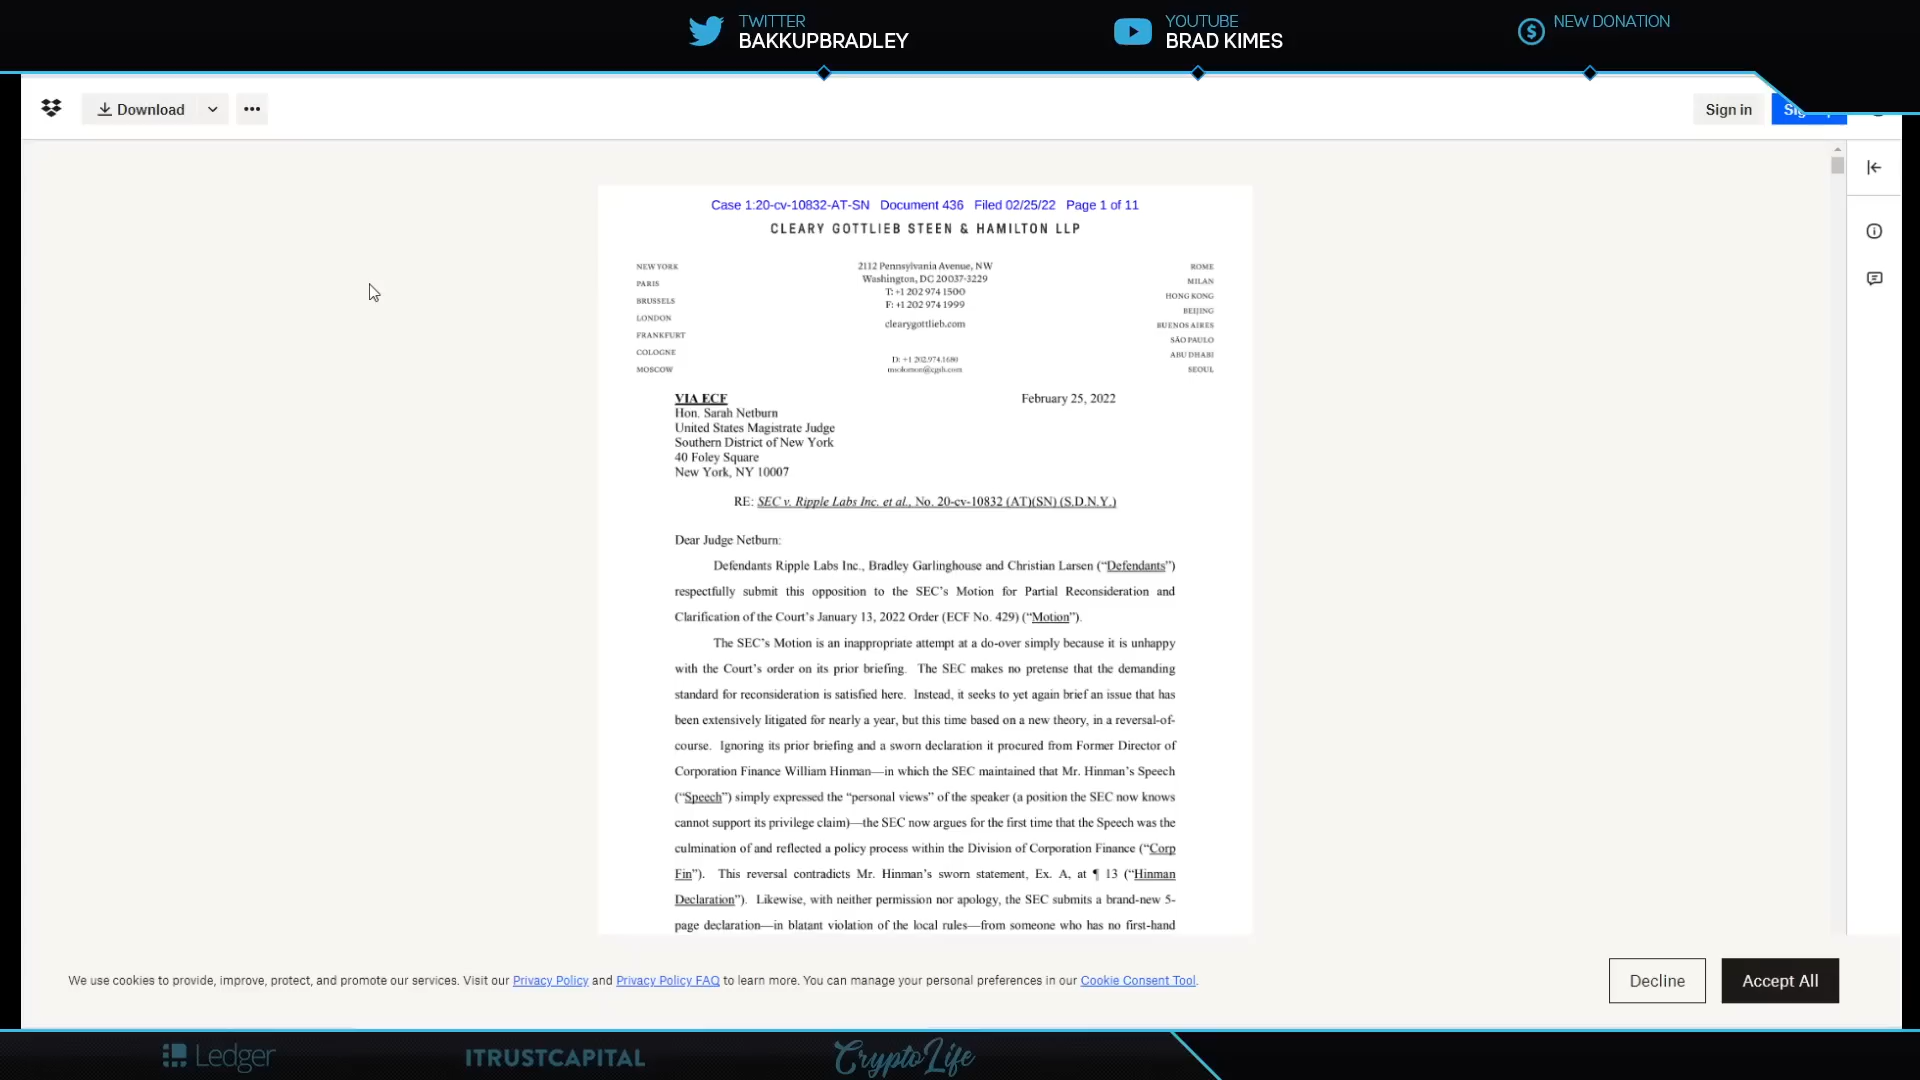 TWITTER
BAKKUPBRADLEY
YOUTUBE
BRAD KIMES
NEW DONATION
Download
Sign in
Case 1:20-cv-10832-AT-SN Document 436 Filed 02/25/22 Page 1 of 11
CLEARY GOTTLIEB STEEN & HAMILTON LLP
NEW YORK
PARIS
BRUSSELS
LONDON
FRANKFURT
COLOGNE
MOSCOW
2112 Pennsylvania Avenue, NW
Washington, DC 20037-3229
T: +1 202 974 1500
F: +1 202 974 1999
clearygottlieb.com
D: +1 202.974.1680
msolomon@cgsh.com
ROME
MILAN
HONG KONG
BEIJING
BUENOS AIRES
SÃO PAULO
ABU DHABI
SEOUL
VIA ECF
February 25, 2022
Hon. Sarah Netburn
United States Magistrate Judge
Southern District of New York
40 Foley Square
New York, NY 10007
RE: SEC v. Ripple Labs Inc. et al., No. 20-cv-10832 (AT)(SN) (S.D.N.Y.)
Dear Judge Netburn:
Defendants Ripple Labs Inc., Bradley Garlinghouse and Christian Larsen (“Defendants”)
respectfully submit this opposition to the SEC’s Motion for Partial Reconsideration and
Clarification of the Court’s January 13, 2022 Order (ECF No. 429) (“Motion”).
The SEC’s Motion is an inappropriate attempt at a do-over simply because it is unhappy
with the Court’s order on its prior briefing. The SEC makes no pretense that the demanding
standard for reconsideration is satisfied here. Instead, it seeks to yet again brief an issue that has
been extensively litigated for nearly a year, but this time based on a new theory, in a reversal-of-
course. Ignoring its prior briefing and a sworn declaration it procured from Former Director of
Corporation Finance William Hinman—in which the SEC maintained that Mr. Hinman’s Speech
(“Speech”) simply expressed the “personal views” of the speaker (a position the SEC now knows
cannot support its privilege claim)—the SEC now argues for the first time that the Speech was the
culmination of and reflected a policy process within the Division of Corporation Finance (“Corp
Fin”). This reversal contradicts Mr. Hinman’s sworn statement, Ex. A, at ¶ 13 (“Hinman
Declaration”). Likewise, with neither permission nor apology, the SEC submits a brand-new 5-
page declaration—in blatant violation of the local rules—from someone who has no first-hand
We use cookies to provide, improve, protect, and promote our services. Visit our Privacy Policy and Privacy Policy FAQ to learn more. You can manage your personal preferences in our Cookie Consent Tool.
Decline
Accept All
Ledger
ITRUSTCAPITAL
CryptoLife